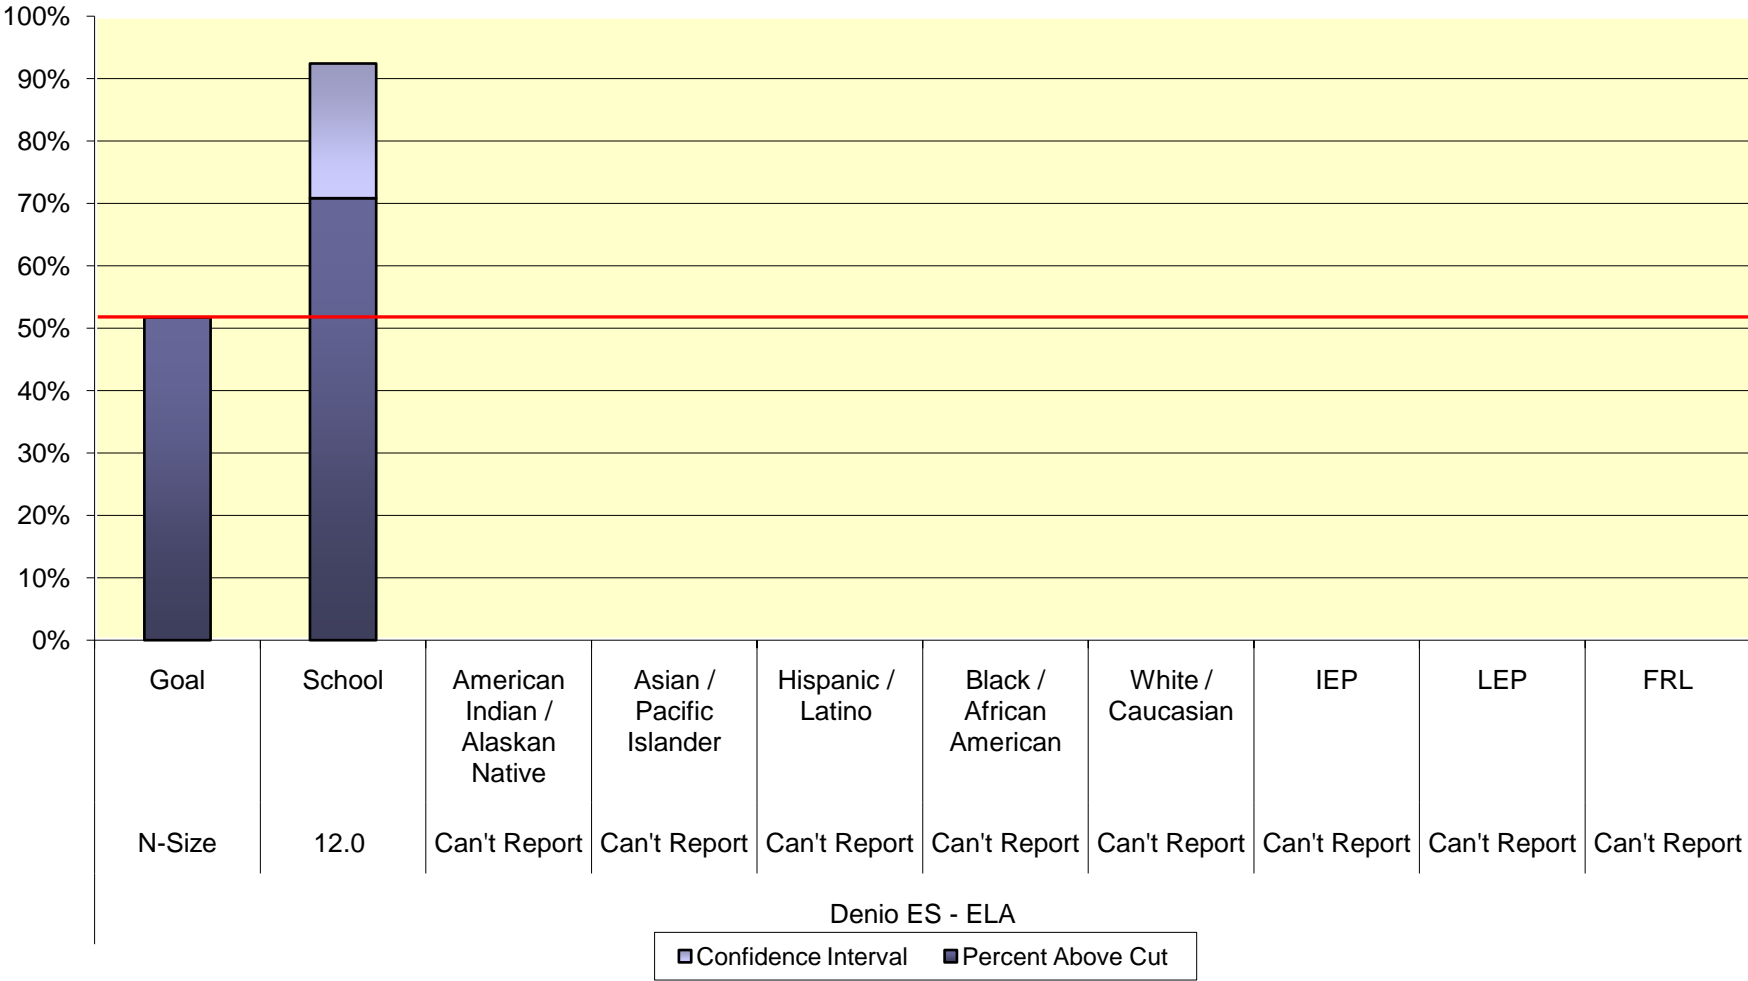 100%
90%
80%
70%
60%
50%
40%
30%
20%
10%
0%
Goal
School
American
Indian /
Alaskan
Native
Asian /
Pacific
Islander
Hispanic /
Latino
Black /
African
American
White /
Caucasian
IEP
LEP
FRL
N-Size
12.0
Can't Report
Can't Report
Can't Report
Can't Report
Can't Report
Can't Report
Can't Report
Can't Report
Denio ES - ELA
Confidence Interval
Percent Above Cut